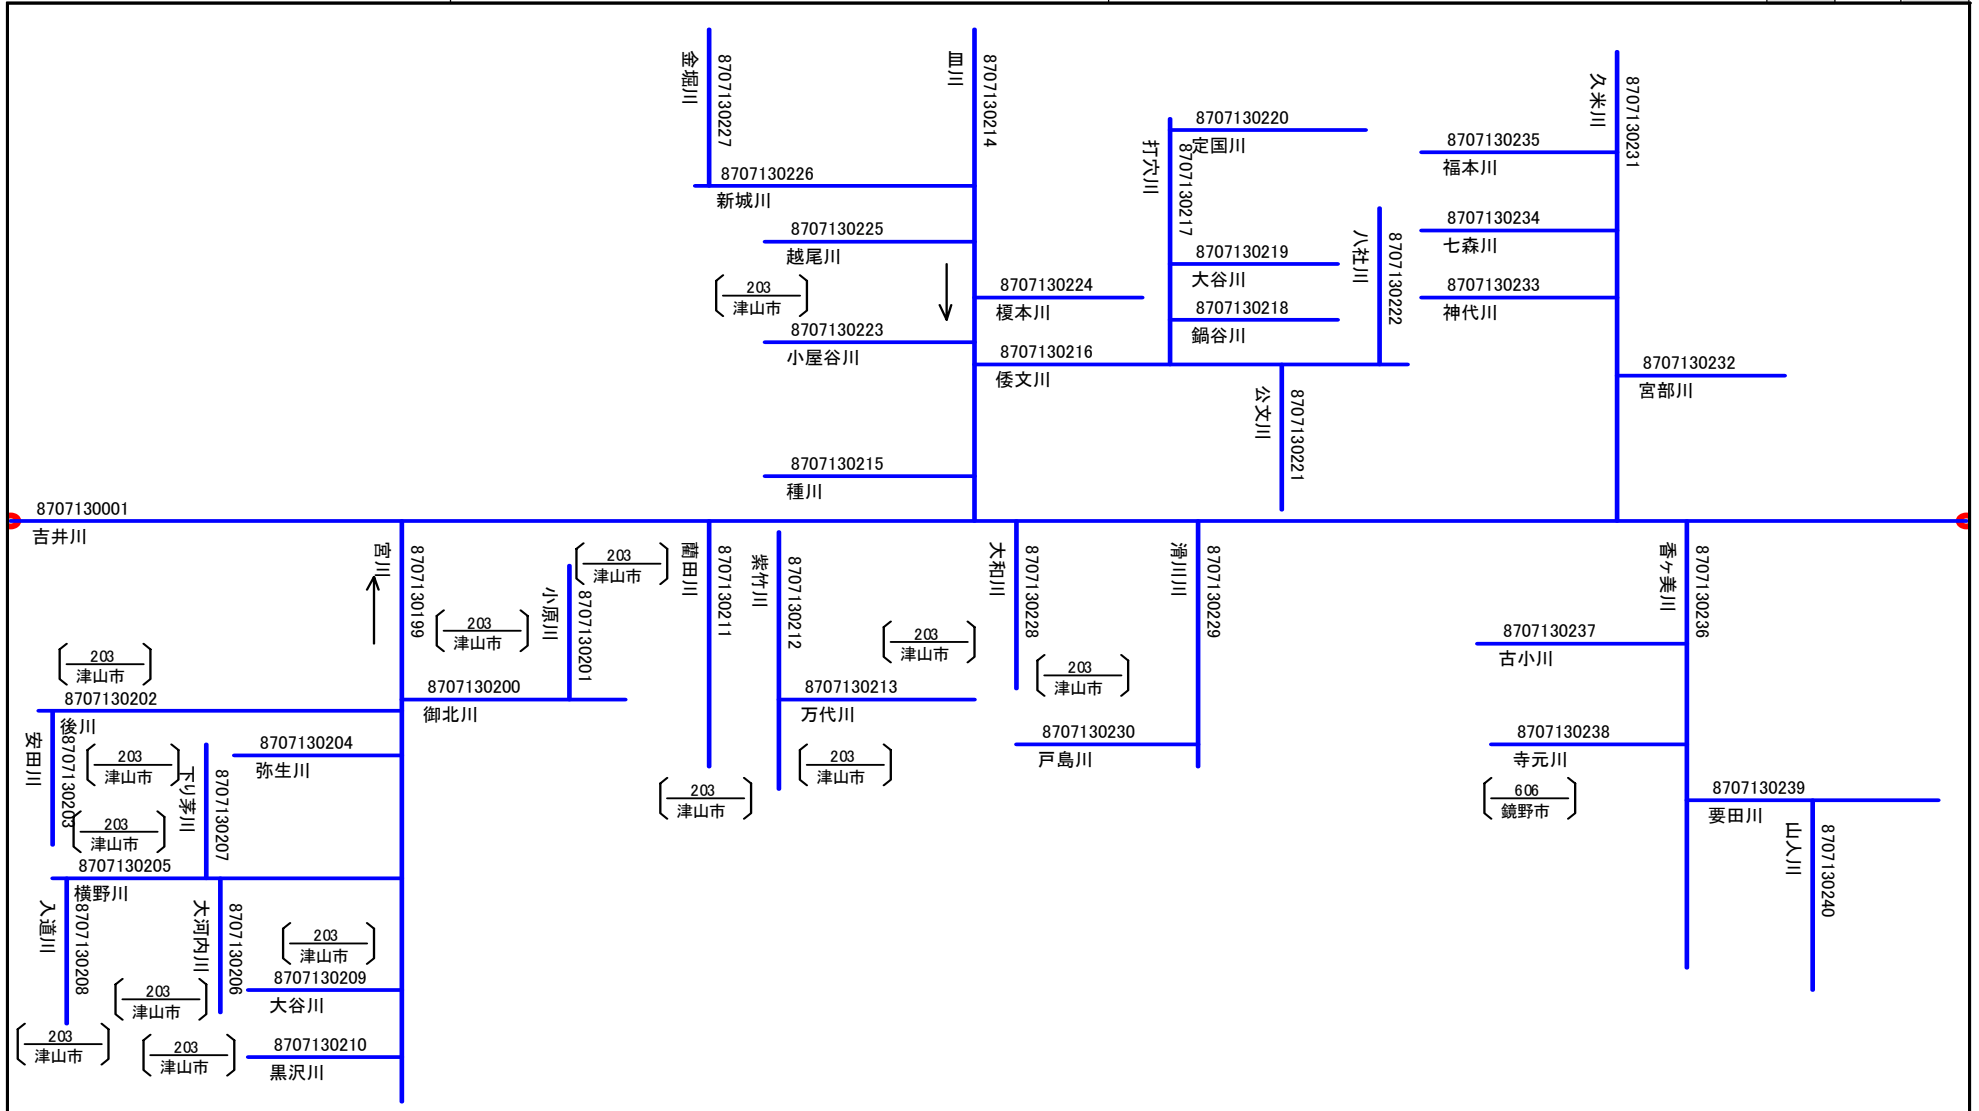 金堀川
8707130227
皿川
8707130214
久米川
8707130231
8707130220
定国川
打穴川
8707130217
8707130235
福本川
8707130226
新城川
8707130225
越尾川
8707130219
大谷川
八社川
8707130222
8707130234
七森川
203
津山市
8707130224
榎本川
8707130218
鍋谷川
8707130233
神代川
8707130223
小屋谷川
8707130216
倭文川
8707130232
宮部川
公文川
8707130221
8707130215
種川
8707130001
吉井川
宮川
8707130199
203
津山市
小原川
8707130201
203
津山市
藺田川
8707130211
紫竹川
8707130212
大和川
8707130228
滑川川
8707130229
香ヶ美川
8707130236
203
津山市
203
津山市
8707130237
古小川
203
津山市
8707130202
後川
8707130200
御北川
8707130213
万代川
安田川
8707130203
203
津山市
下り茅川
8707130207
8707130204
弥生川
203
津山市
8707130230
戸島川
8707130238
寺元川
203
津山市
203
津山市
606
鏡野市
8707130239
要田川
山人川
8707130240
8707130205
横野川
入道川
8707130208
大河内川
8707130206
203
津山市
8707130209
大谷川
203
津山市
203
津山市
203
津山市
8707130210
黒沢川